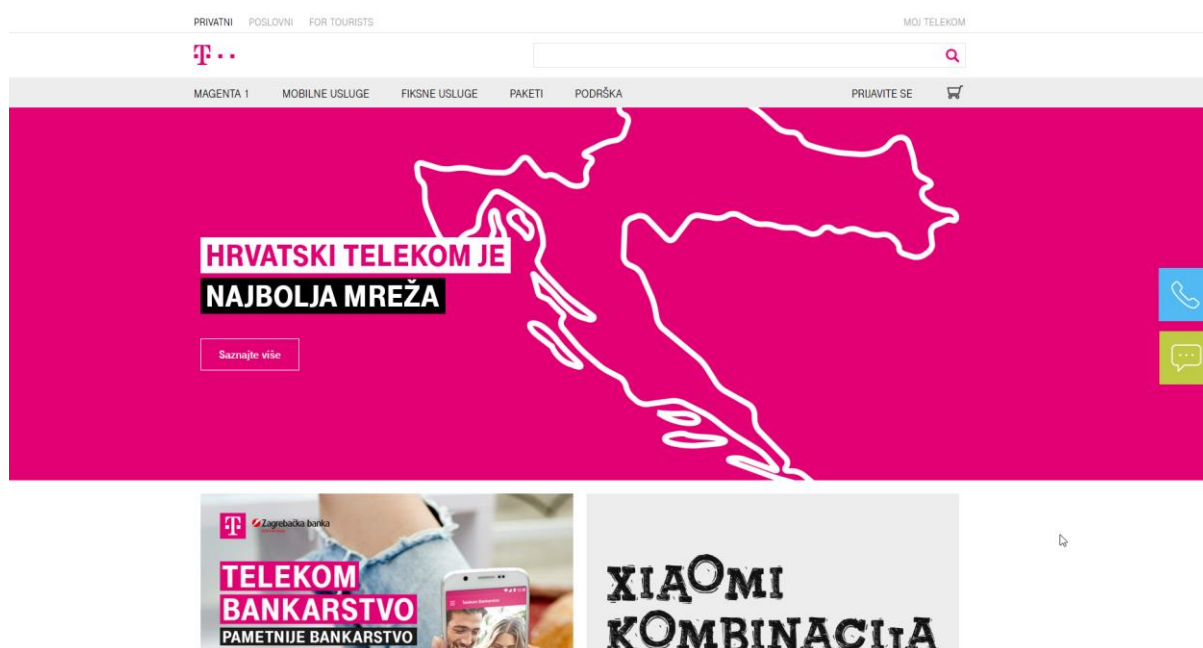 PRIVATNI POSLOVNI FOR TOURISTS MOJ TELEKOM
T
MAGENTA 1 MOBILNE USLUGE FIKSNE USLUGE PAKETI PODRŠKA PRIJAVITE SE
HRVATSKI TELEKOM JE
NAJBOLJA MREŽA
Saznajte više
T Zagrebačka banka
TELEKOM
BANKARSTVO
PAMETNIJE BANKARSTVO
XIAOMI
KOMBINACIJA